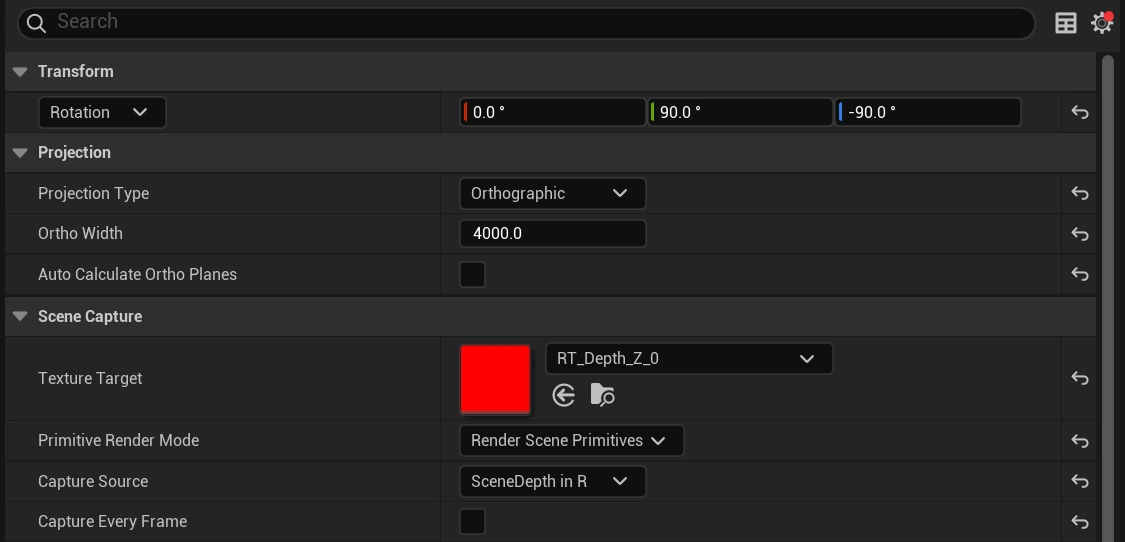 Search
Transform
Rotation 0.0 ° 90.0 ° -90.0 °
Projection
Projection Type Orthographic
Ortho Width 4000.0
Auto Calculate Ortho Planes
Scene Capture
Texture Target RT_Depth_Z_0
Primitive Render Mode Render Scene Primitives
Capture Source SceneDepth in R
Capture Every Frame